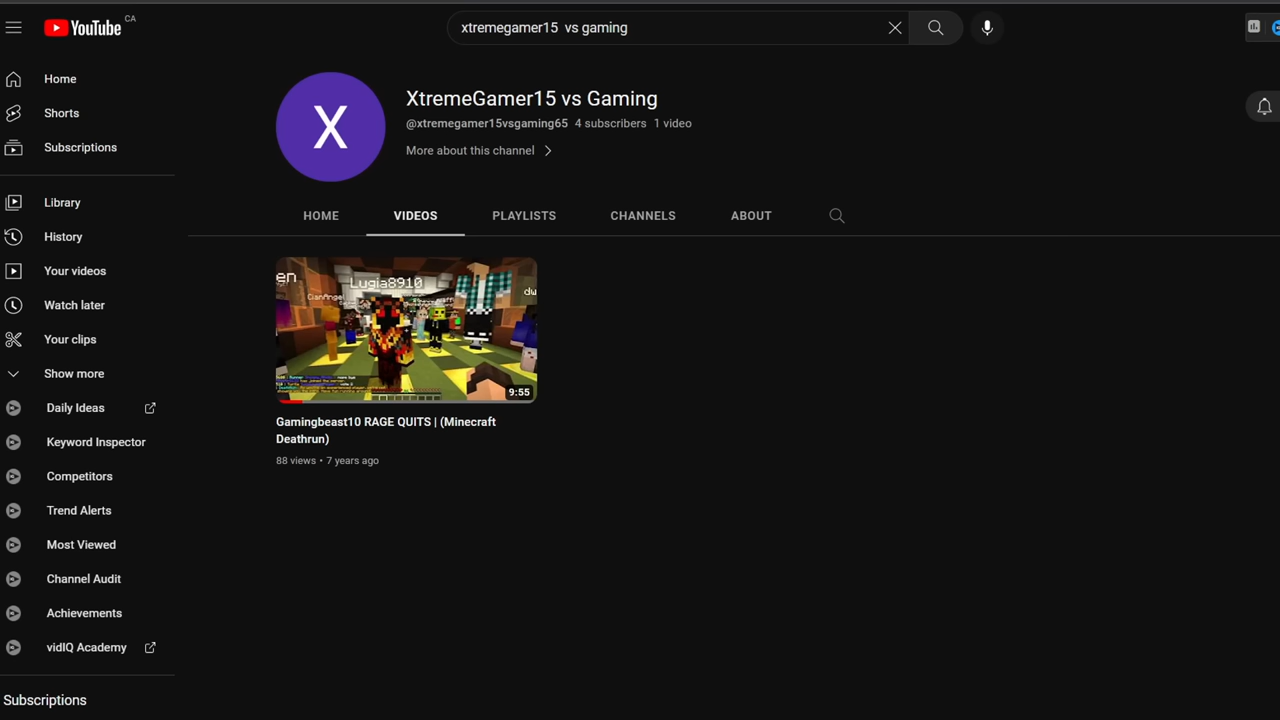 YouTube CA
xtremegamer15  vs gaming
Home
Shorts
Subscriptions
Library
History
Your videos
Watch later
Your clips
Show more
Daily Ideas
Keyword Inspector
Competitors
Trend Alerts
Most Viewed
Channel Audit
Achievements
vidIQ Academy
Subscriptions
X
XtremeGamer15 vs Gaming
@xtremegamer15vsgaming65 4 subscribers 1 video
More about this channel
HOME VIDEOS PLAYLISTS CHANNELS ABOUT
en
Lugia8910
dw
9:55
Gamingbeast10 RAGE QUITS | (Minecraft
Deathrun)
88 views • 7 years ago